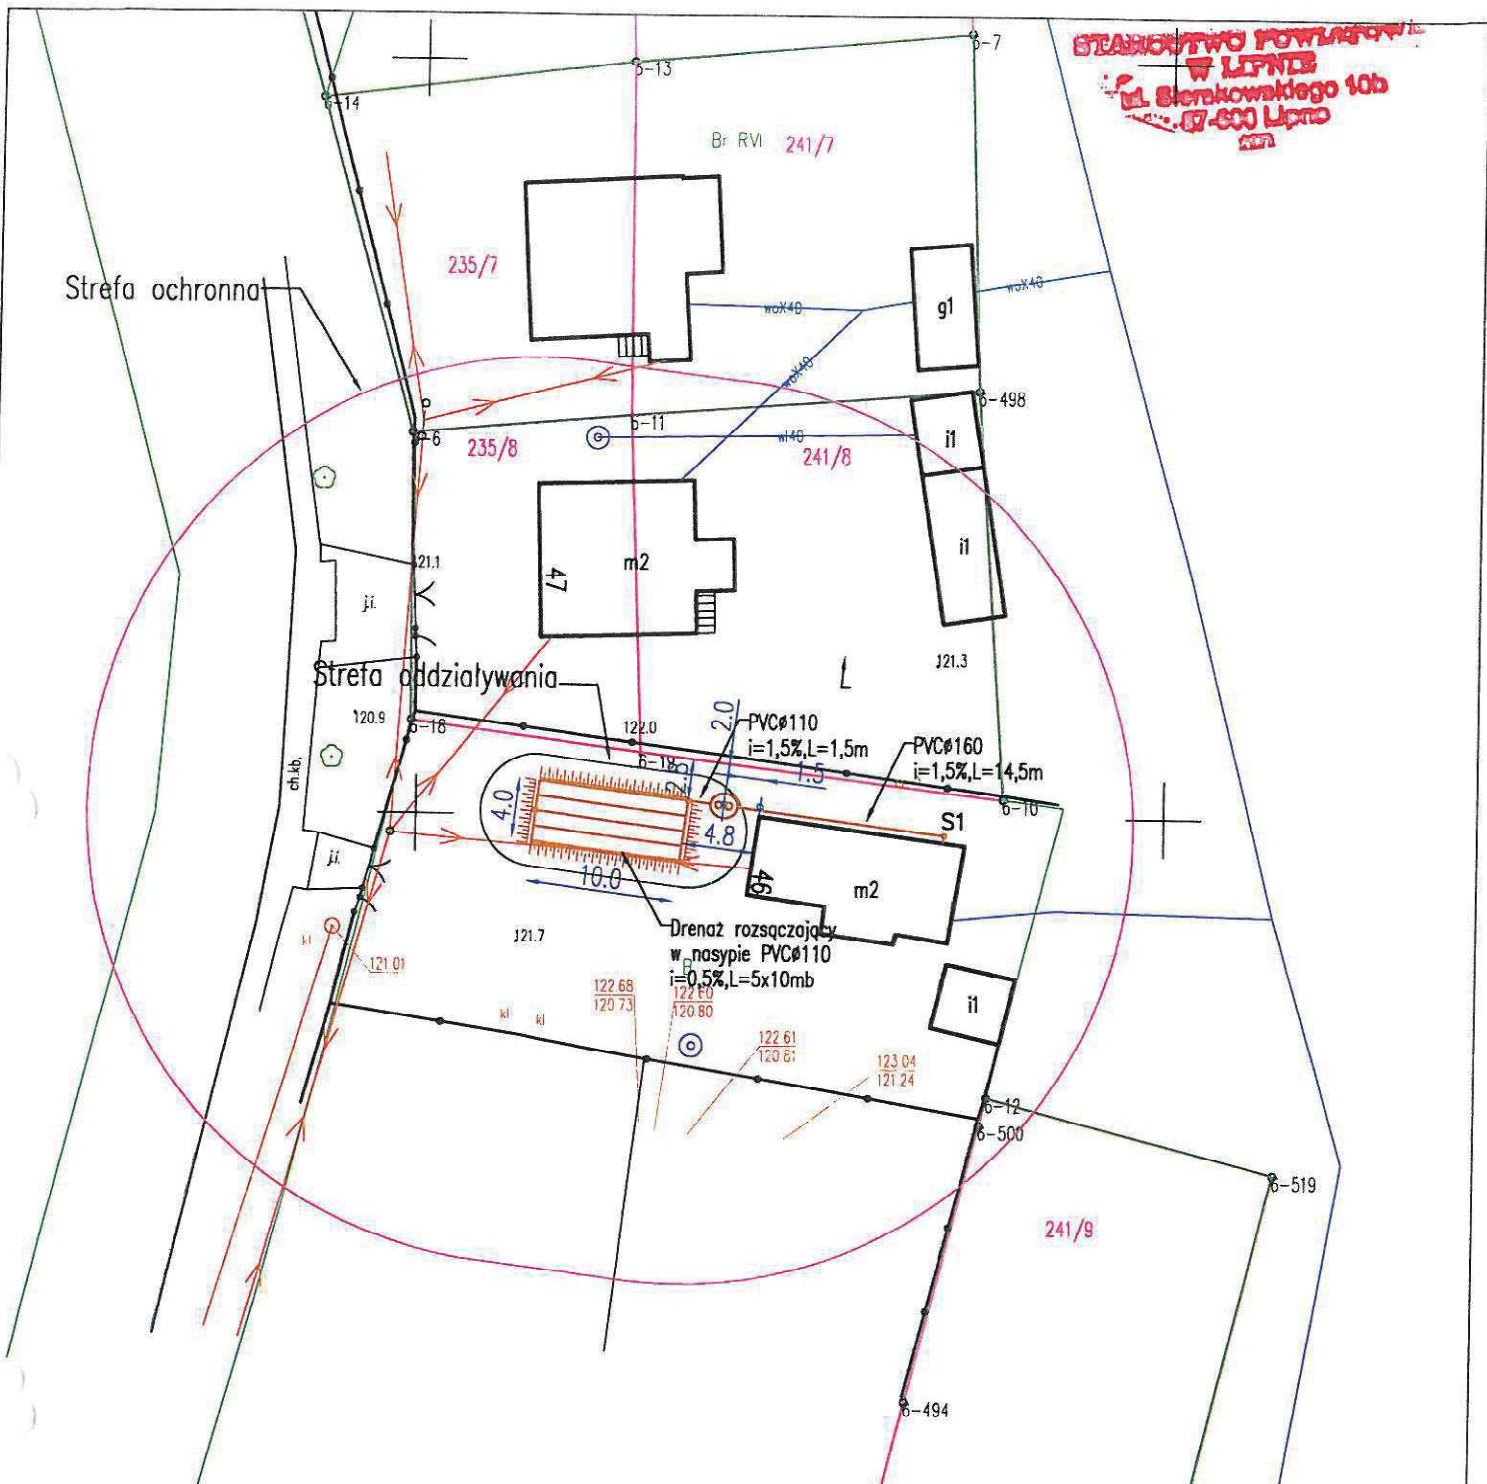 STAROSTWO POWIATOWE
W LIPNIE
ul. Sierakowskiego 10b
87-600 Lipno
6-7
6-13
6-14
Br RVI 241/7
235/7
Strefa ochronna
woX40
woX40
g1
woX40
6-498
6-11
6-6
235/8
wl40
241/8
i1
i1
m2
47
121.1
j.i.
121.3
L
Strefa oddziaływania
120.9
6-18
122.0
2.0
PVCø110
i=1,5%,L=1,5m
PVCø160
i=1,5%,L=14,5m
6-19
2.8
1.5
6-10
ch.kb.
4.0
4.8
S1
j.i.
10.0
46
m2
Drenaż rozsączający
w nasypie PVCø110
i=0,5%,L=5x10mb
121.7
kl
121.01
B
122.68
120.73
122.60
120.80
i1
kl kl
122.61
120.81
123.04
121.24
6-12
6-500
6-519
241/9
6-494